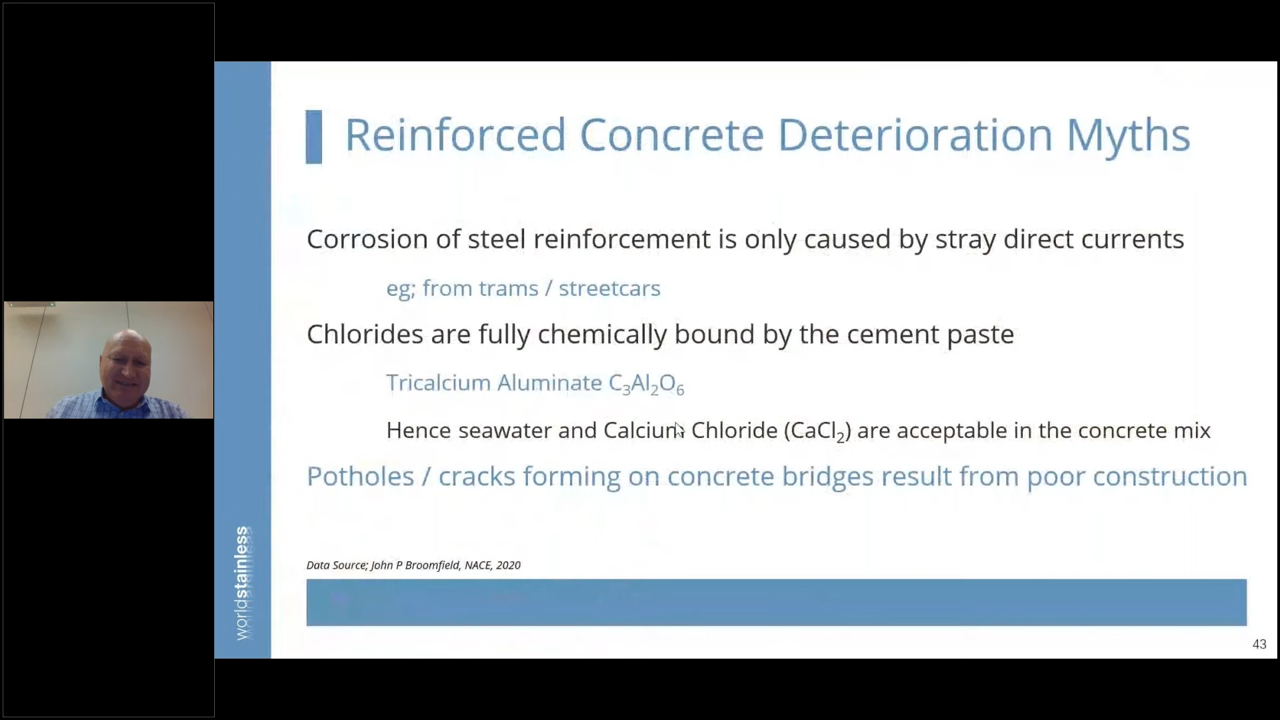 Reinforced Concrete Deterioration Myths
Corrosion of steel reinforcement is only caused by stray direct currents
eg; from trams / streetcars
Chlorides are fully chemically bound by the cement paste
Tricalcium Aluminate C₃Al₂O₆
Hence seawater and Calcium Chloride (CaCl₂) are acceptable in the concrete mix
Potholes / cracks forming on concrete bridges result from poor construction
worldstainless
Data Source; John P Broomfield, NACE, 2020
43